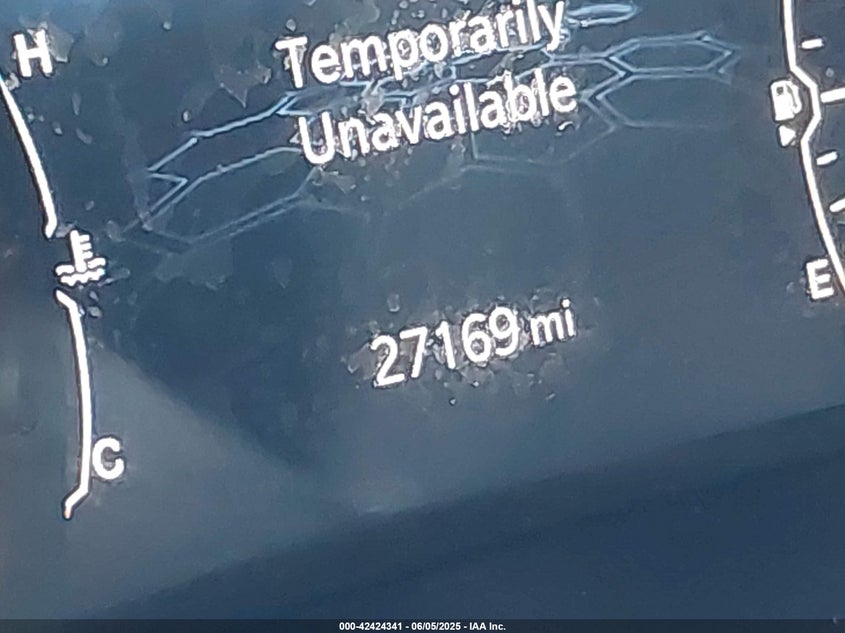 H
Temporarily
Unavailable
27169 mi
E
C
000-42424341 - 06/05/2025 - IAA Inc.